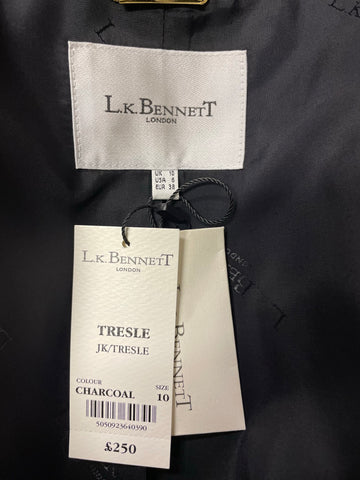 L.K.BENNETT
LONDON
UK 10
USA 6
EUR 38
L.K.BENNETT
LONDON
TRESLE
JK/TRESLE
COLOUR SIZE
CHARCOAL 10
5050923640390
£250